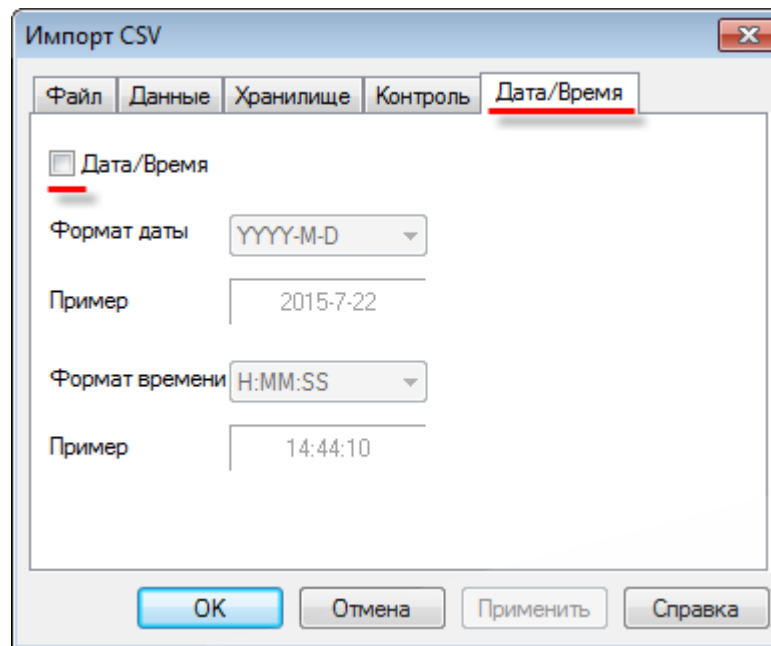 Импорт CSV
Файл Данные Хранилище Контроль Дата/Время
Дата/Время
Формат даты YYYY-M-D
Пример 2015-7-22
Формат времени H:MM:SS
Пример 14:44:10
OK Отмена Применить Справка